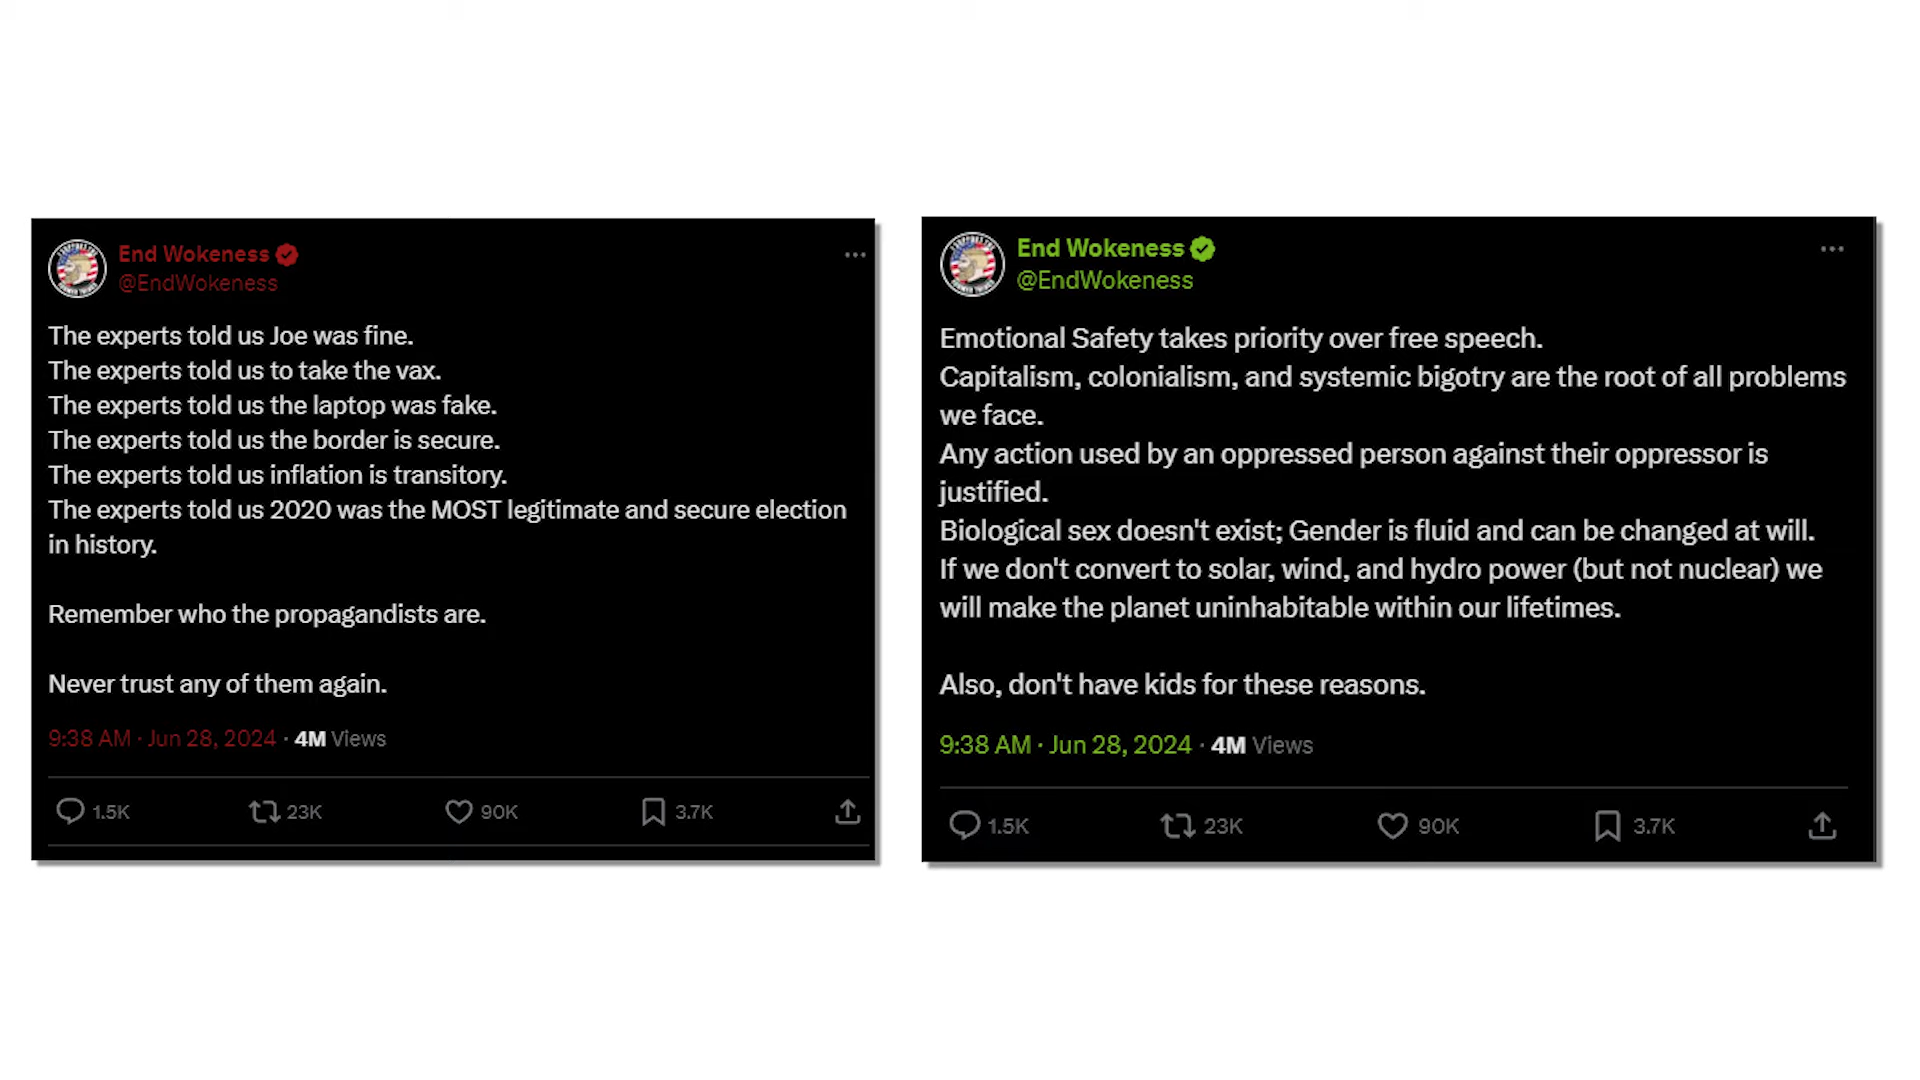 End Wokeness
@EndWokeness
The experts told us Joe was fine.
The experts told us to take the vax.
The experts told us the laptop was fake.
The experts told us the border is secure.
The experts told us inflation is transitory.
The experts told us 2020 was the MOST legitimate and secure election
in history.
Remember who the propagandists are.
Never trust any of them again.
9:38 AM · Jun 28, 2024 · 4M Views
1.5K 23K 90K 3.7K
End Wokeness
@EndWokeness
Emotional Safety takes priority over free speech.
Capitalism, colonialism, and systemic bigotry are the root of all problems
we face.
Any action used by an oppressed person against their oppressor is
justified.
Biological sex doesn't exist; Gender is fluid and can be changed at will.
If we don't convert to solar, wind, and hydro power (but not nuclear) we
will make the planet uninhabitable within our lifetimes.
Also, don't have kids for these reasons.
9:38 AM · Jun 28, 2024 · 4M Views
1.5K 23K 90K 3.7K